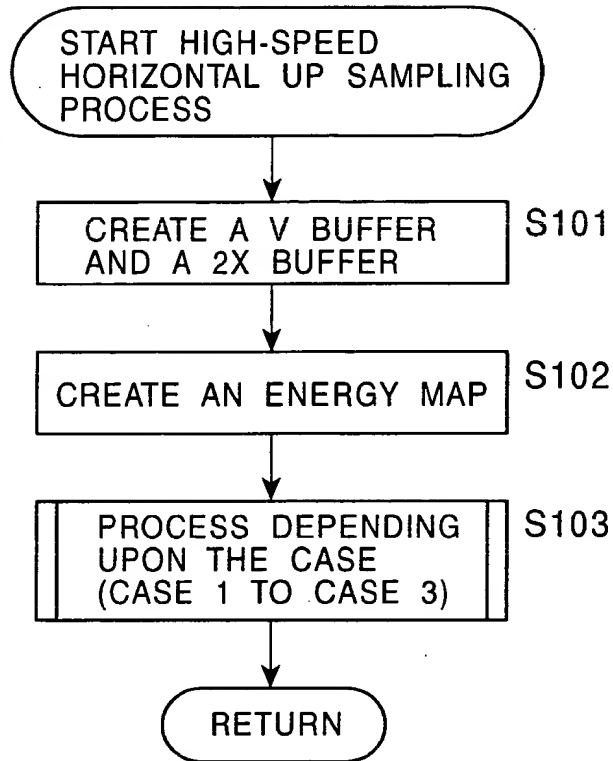 START HIGH-SPEED
HORIZONTAL UP SAMPLING
PROCESS
CREATE A V BUFFER
AND A 2X BUFFER
S101
CREATE AN ENERGY MAP
S102
PROCESS DEPENDING
UPON THE CASE
(CASE 1 TO CASE 3)
S103
RETURN